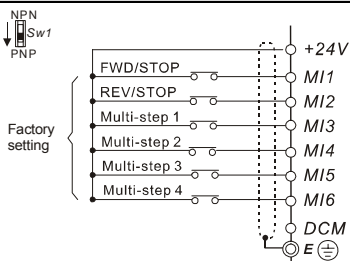 NPN
Sw1
PNP
+24V
FWD/STOP
MI1
REV/STOP
MI2
Multi-step 1
MI3
Factory
setting
Multi-step 2
MI4
Multi-step 3
MI5
Multi-step 4
MI6
DCM
E